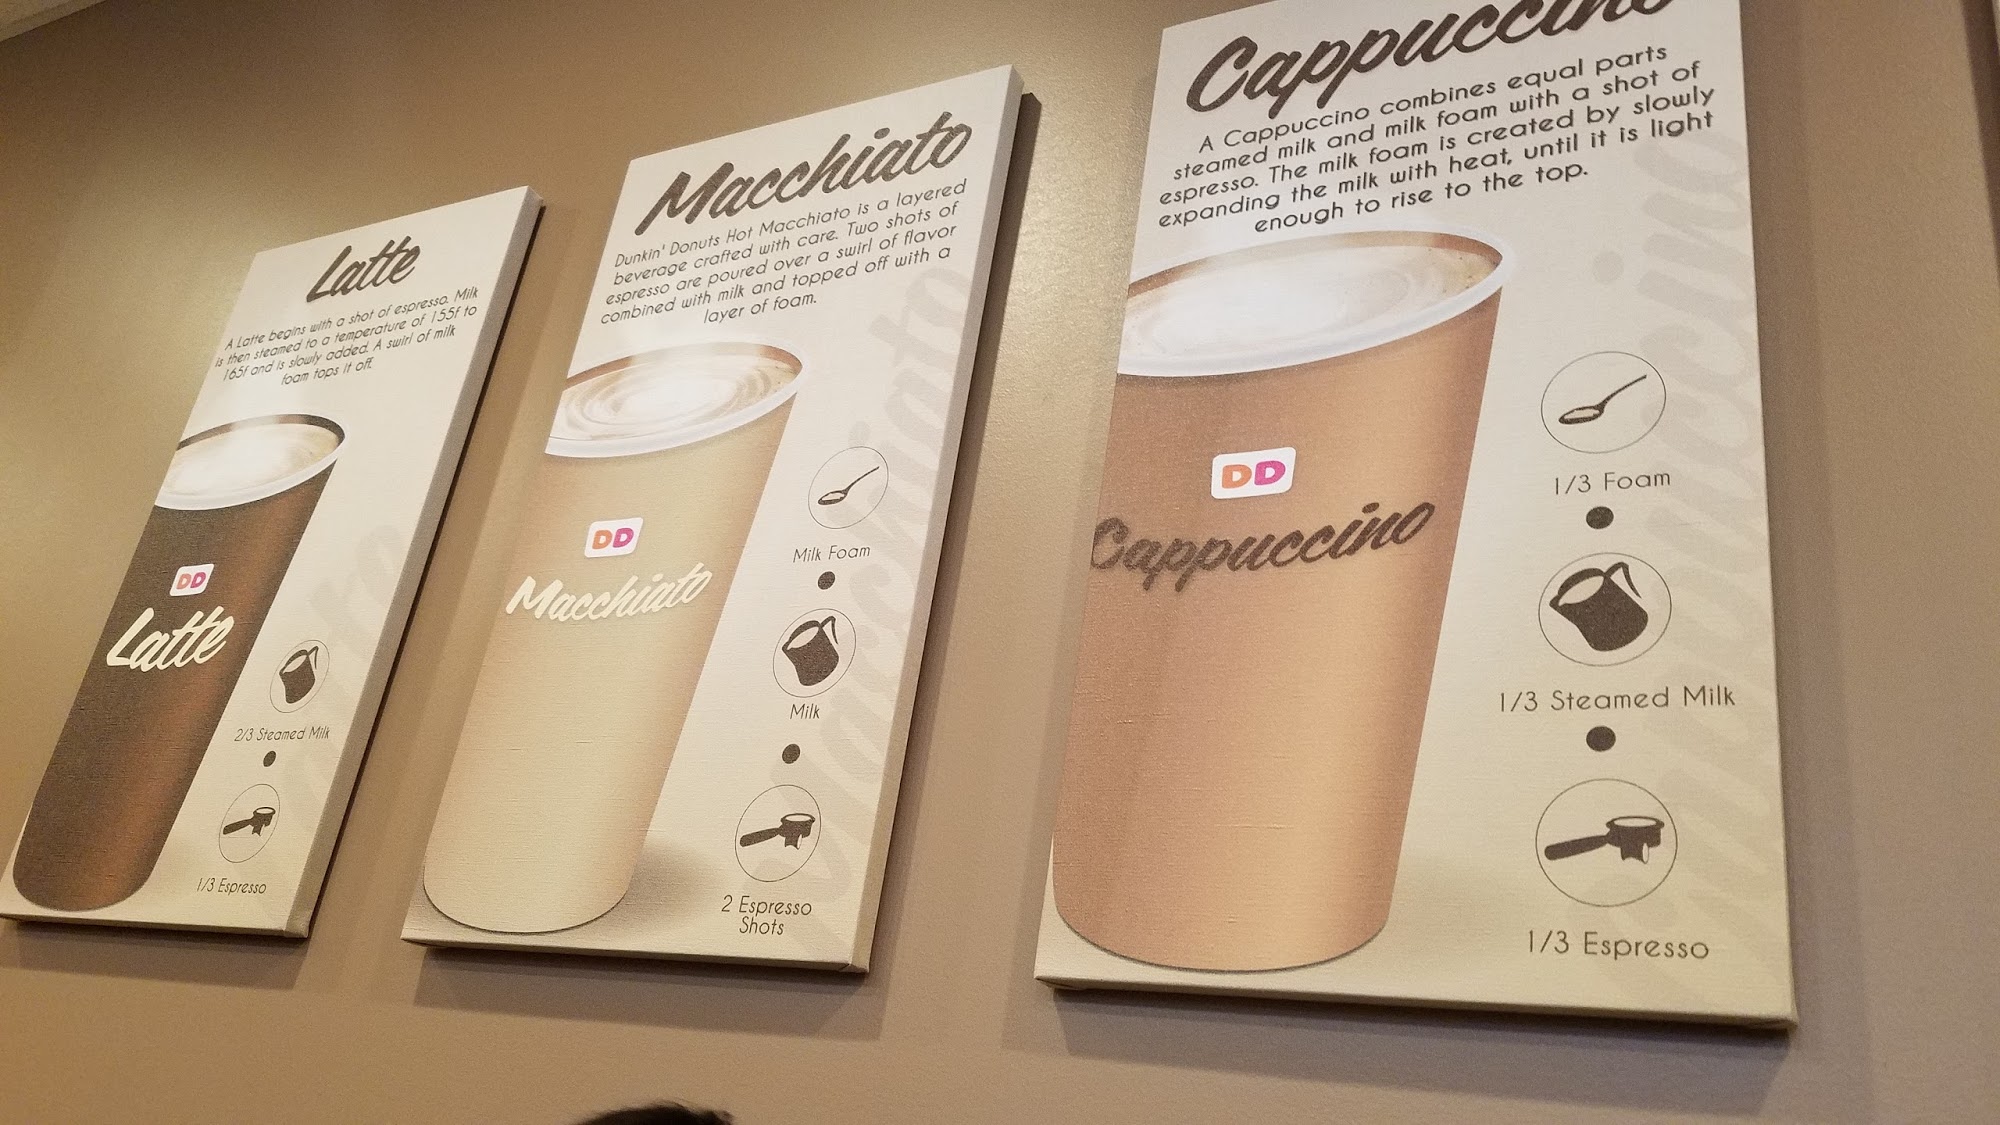 Latte
A Latte begins with a shot of espresso. Milk
is then steamed to a temperature of 155f to
165f and is slowly added. A swirl of milk
foam tops it off.
DD
Latte
2/3 Steamed Milk
1/3 Espresso
Latte
Macchiato
Dunkin' Donuts Hot Macchiato is a layered
beverage crafted with care. Two shots of
espresso are poured over a swirl of flavor
combined with milk and topped off with a
layer of foam.
DD
Macchiato
Milk Foam
Milk
2 Espresso
Shots
Macchiato
Cappuccino
A Cappuccino combines equal parts
steamed milk and milk foam with a shot of
espresso. The milk foam is created by slowly
expanding the milk with heat, until it is light
enough to rise to the top.
DD
Cappuccino
1/3 Foam
1/3 Steamed Milk
1/3 Espresso
Cappuccino